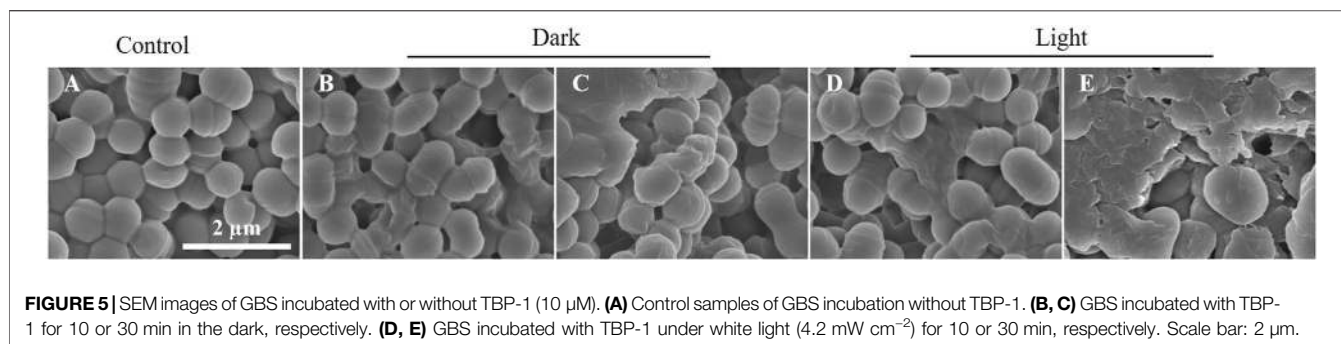 Control
Dark
Light
A
B
C
D
E
2 µm
FIGURE 5 | SEM images of GBS incubated with or without TBP-1 (10 µM). (A) Control samples of GBS incubation without TBP-1. (B, C) GBS incubated with TBP-
1 for 10 or 30 min in the dark, respectively. (D, E) GBS incubated with TBP-1 under white light (4.2 mW cm⁻²) for 10 or 30 min, respectively. Scale bar: 2 µm.